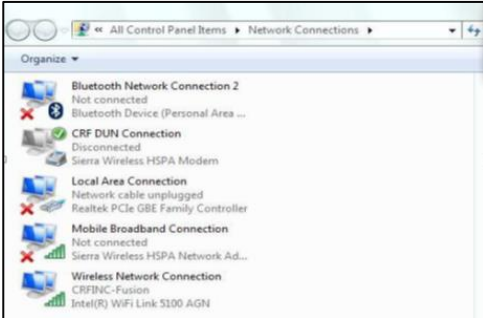 « All Control Panel Items ▸ Network Connections ▸
Organize ▾
Bluetooth Network Connection 2
Not connected
Bluetooth Device (Personal Area ...
CRF DUN Connection
Disconnected
Sierra Wireless HSPA Modem
Local Area Connection
Network cable unplugged
Realtek PCIe GBE Family Controller
Mobile Broadband Connection
Not connected
Sierra Wireless HSPA Network Ad...
Wireless Network Connection
CRFINC-Fusion
Intel(R) WiFi Link 5100 AGN